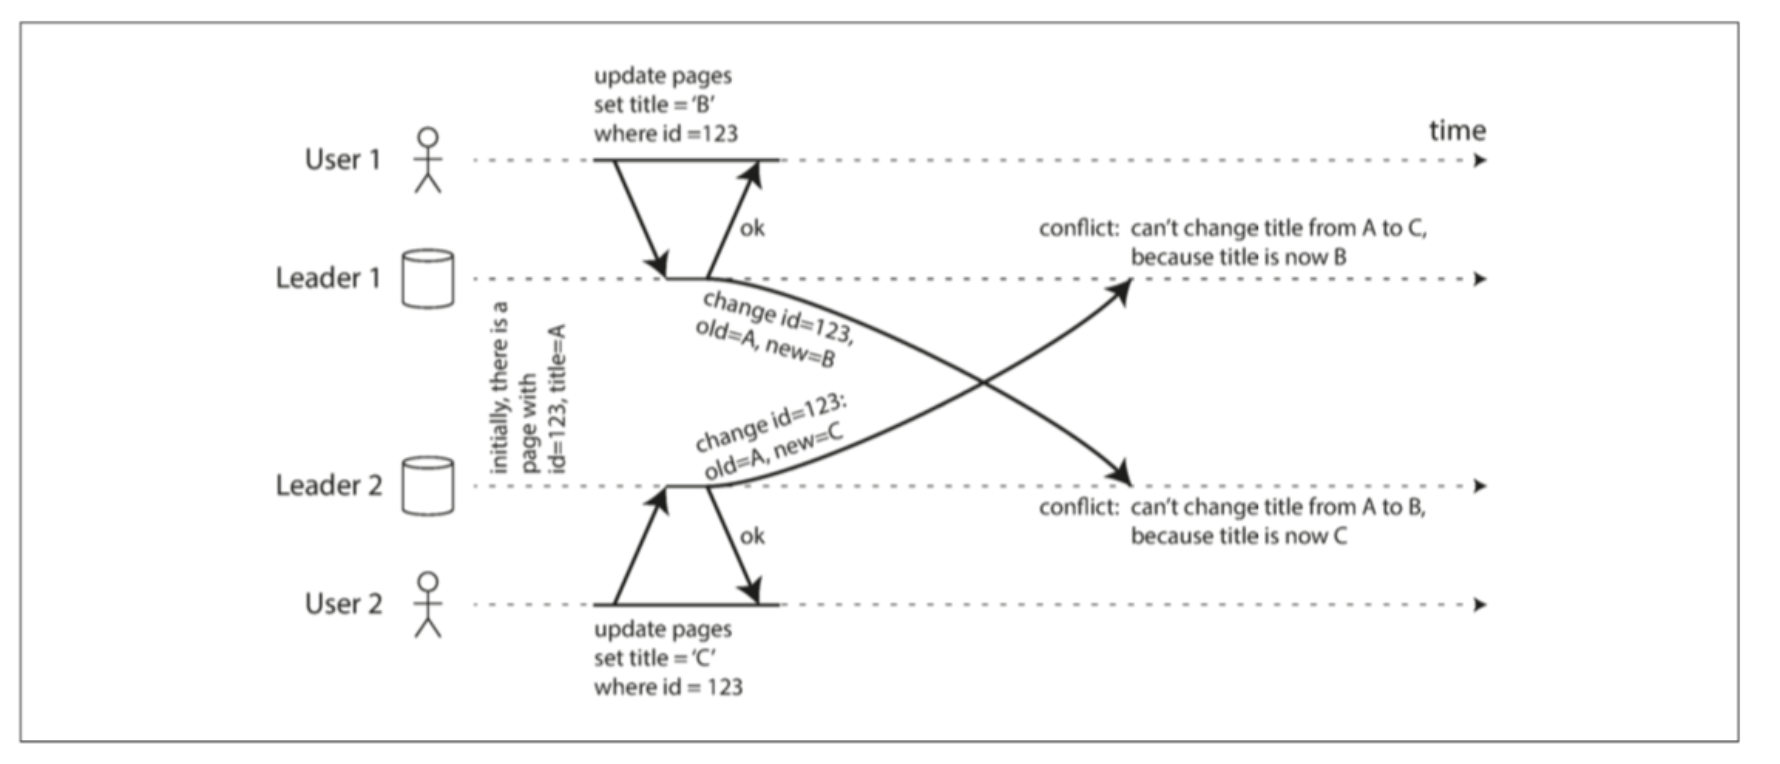 update pages
set title = ‘B’
where id =123
time
User 1
ok
conflict: can’t change title from A to C,
because title is now B
Leader 1
change id=123,
old=A, new=B
initially, there is a
page with
id=123, title=A
change id=123:
old=A, new=C
Leader 2
conflict: can’t change title from A to B,
because title is now C
ok
User 2
update pages
set title = ‘C’
where id = 123